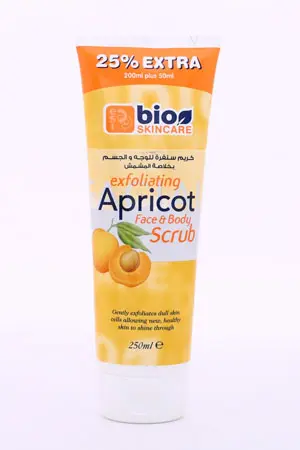 25% EXTRA
200ml plus 50ml
bio
SKINCARE
كريم سنفرة للوجه و الجسم
بخلاصة المشمش
exfoliating
Apricot
Face & Body
Scrub
Gently exfoliates dull skin
cells allowing new, healthy
skin to shine through
250ml e